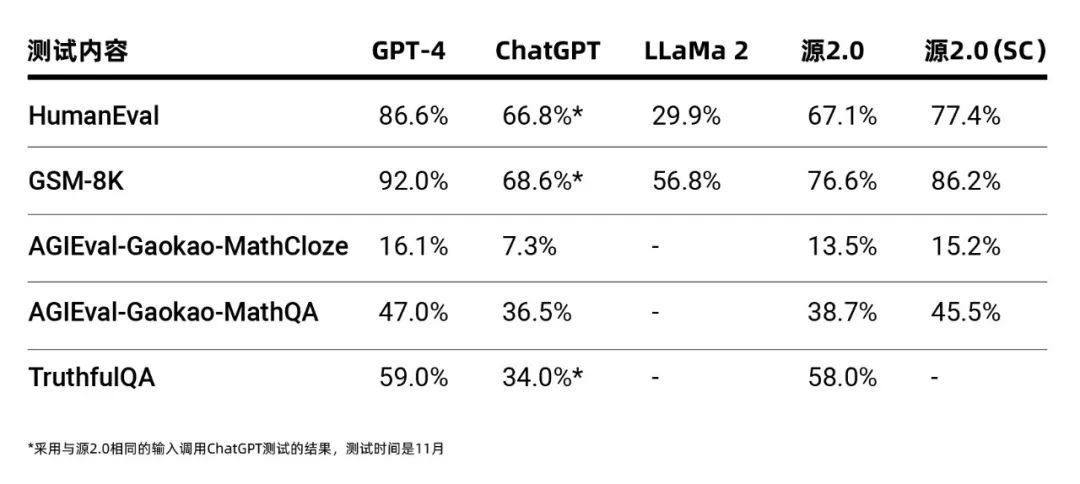 测试内容 GPT-4 ChatGPT LLaMa 2 源2.0 源2.0(SC)
HumanEval 86.6% 66.8%* 29.9% 67.1% 77.4%
GSM-8K 92.0% 68.6%* 56.8% 76.6% 86.2%
AGIEval-Gaokao-MathCloze 16.1% 7.3% - 13.5% 15.2%
AGIEval-Gaokao-MathQA 47.0% 36.5% - 38.7% 45.5%
TruthfulQA 59.0% 34.0%* - 58.0% -
*采用与源2.0相同的输入调用ChatGPT测试的结果，测试时间是11月